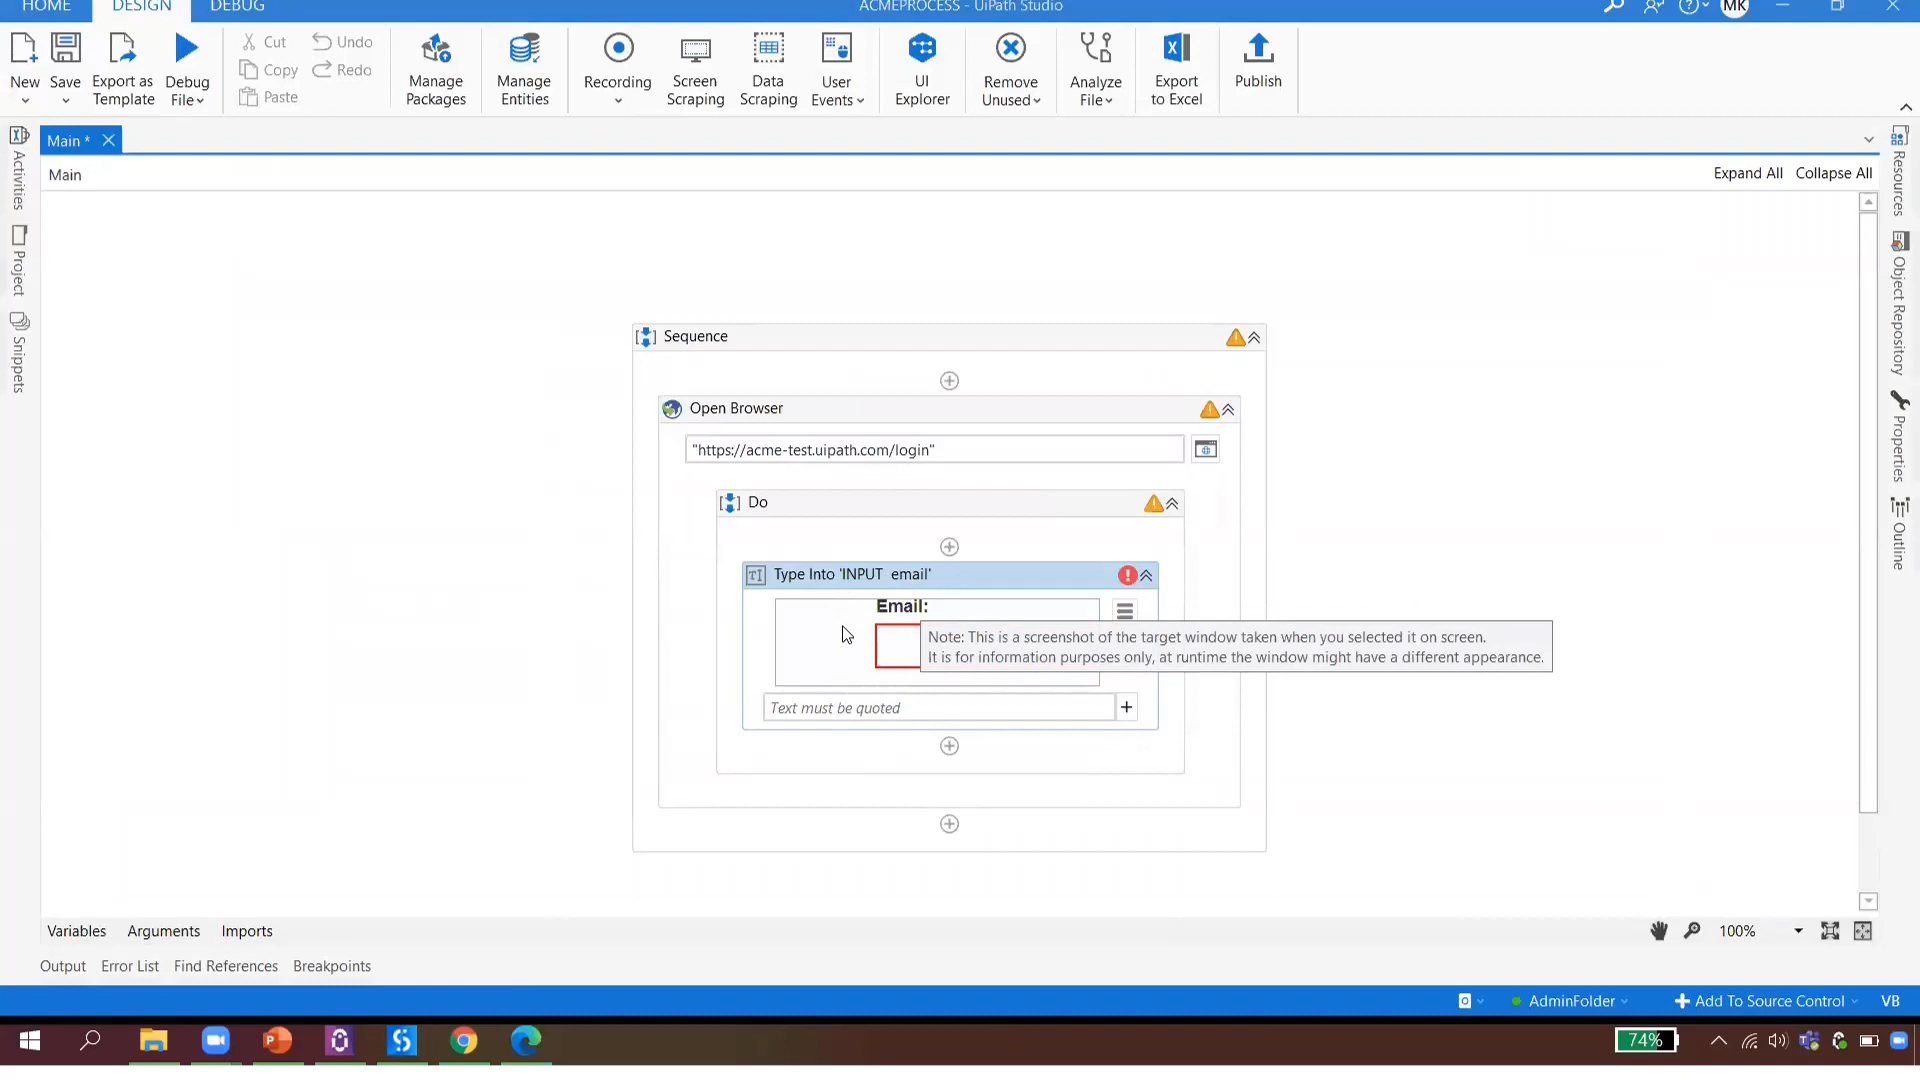 HOME DESIGN DEBUG
ACMEPROCESS - UiPath Studio
MK
New
Save
Export as
Template
Debug
File
Cut
Copy
Paste
Undo
Redo
Manage
Packages
Manage
Entities
Recording
Screen
Scraping
Data
Scraping
User
Events
UI
Explorer
Remove
Unused
Analyze
File
Export
to Excel
Publish
Main *
Main
Expand All Collapse All
Activities
Project
Snippets
Resources
Object Repository
Properties
Outline
Sequence
Open Browser
"https://acme-test.uipath.com/login"
Do
Type Into 'INPUT email'
Email:
Note: This is a screenshot of the target window taken when you selected it on screen.
It is for information purposes only, at runtime the window might have a different appearance.
Text must be quoted
Variables Arguments Imports
100%
Output Error List Find References Breakpoints
AdminFolder
Add To Source Control
VB
74%